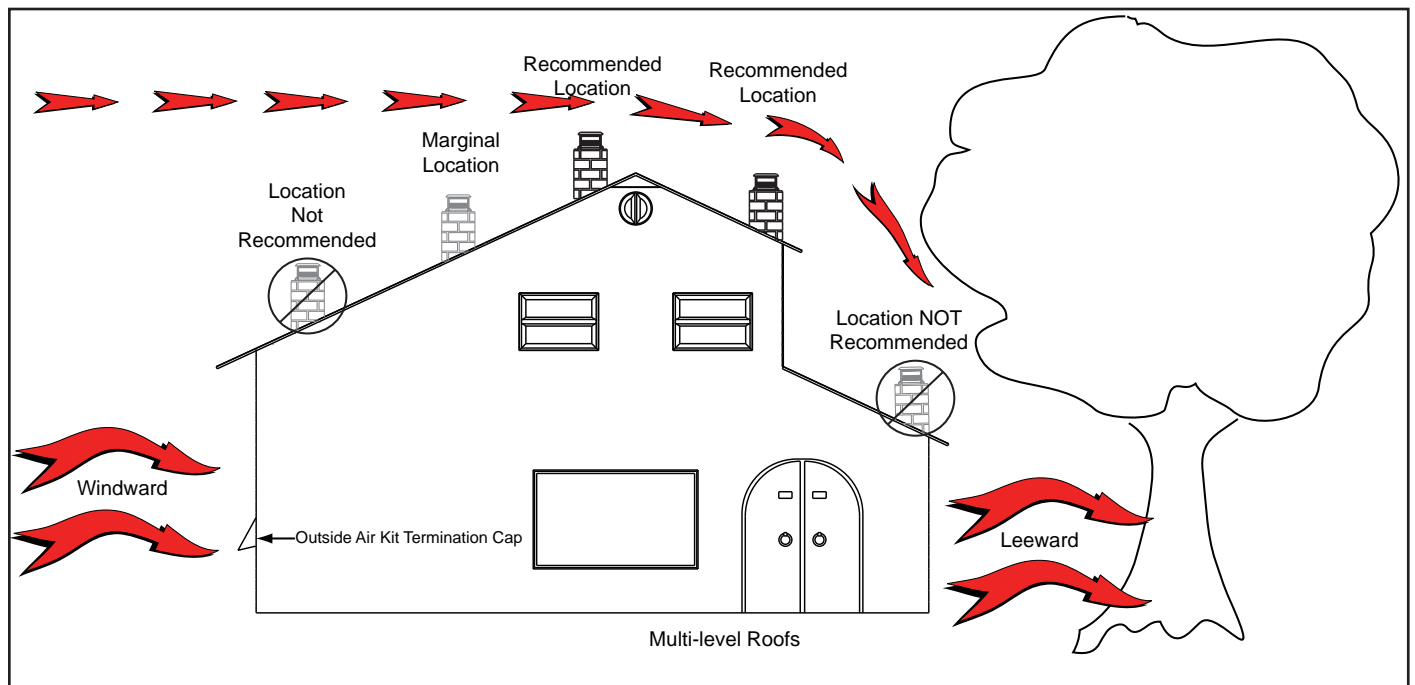 Recommended
Location
Recommended
Location
Marginal
Location
Location
Not
Recommended
Location NOT
Recommended
Windward
Outside Air Kit Termination Cap
Leeward
Multi-level Roofs